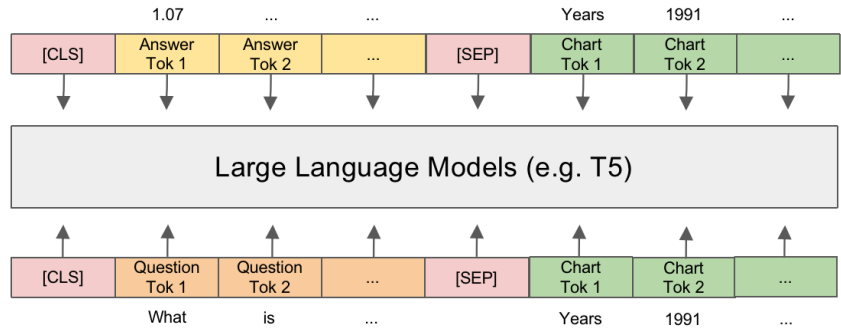 1.07 ... ... Years 1991 ...
[CLS] Answer Tok 1 Answer Tok 2 ... [SEP] Chart Tok 1 Chart Tok 2 ...
Large Language Models (e.g. T5)
[CLS] Question Tok 1 Question Tok 2 ... [SEP] Chart Tok 1 Chart Tok 2 ...
What is ... Years 1991 ...